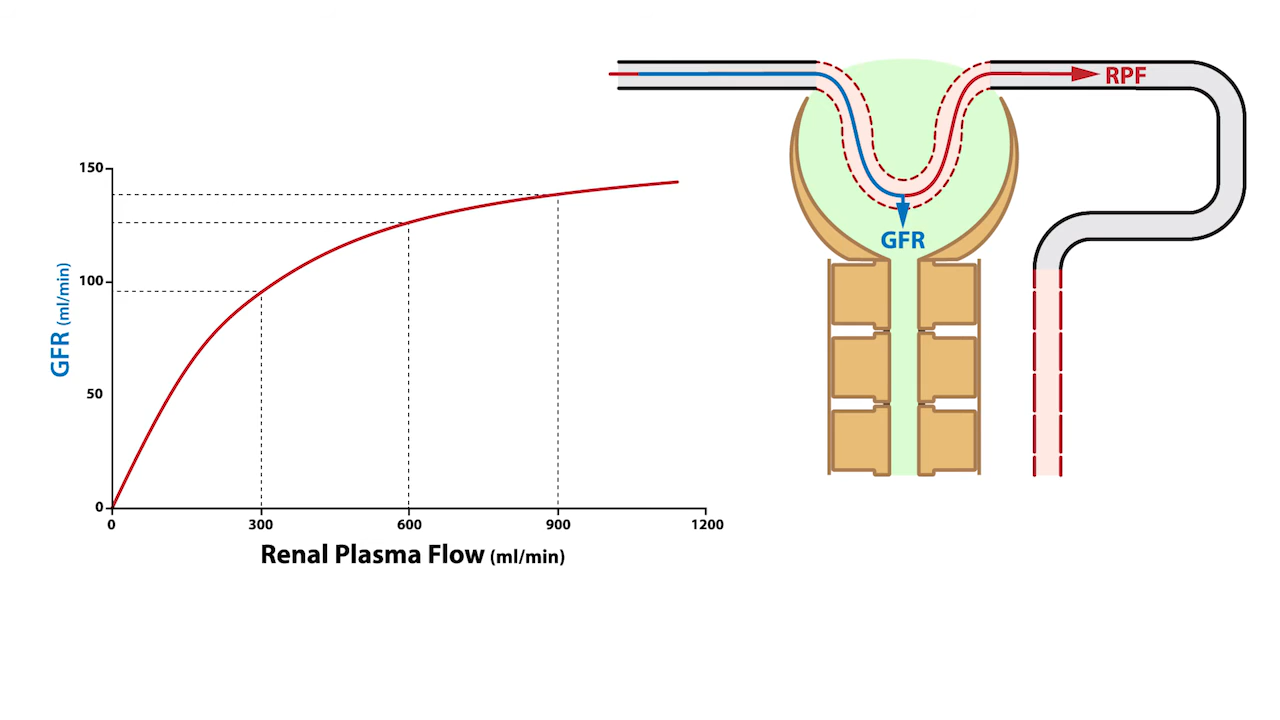 RPF
GFR
150
100
50
0
GFR (ml/min)
0 300 600 900 1200
Renal Plasma Flow (ml/min)